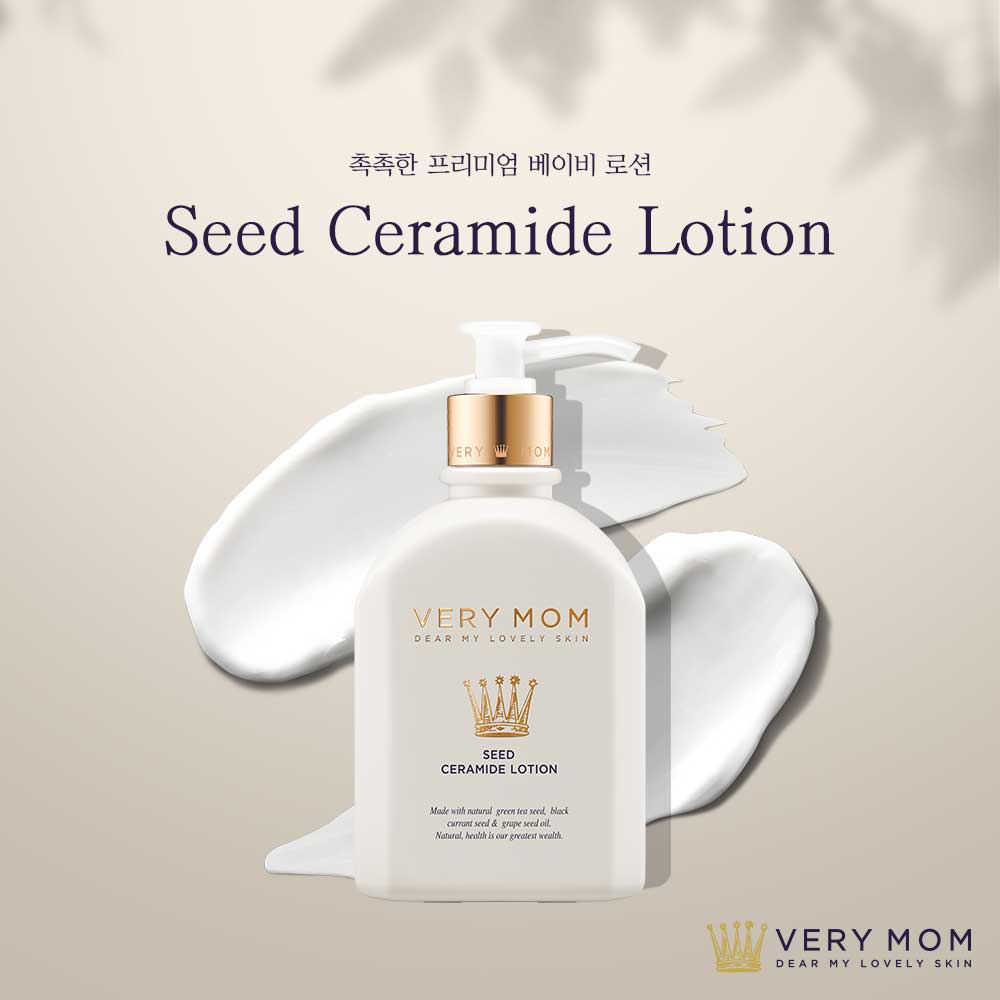 촉촉한 프리미엄 베이비 로션
Seed Ceramide Lotion
VERY MOM
VERY MOM
DEAR MY LOVELY SKIN
SEED
CERAMIDE LOTION
Made with natural green tea seed, black
currant seed & grape seed oil.
Natural, health is our greatest wealth.
VERY MOM
DEAR MY LOVELY SKIN